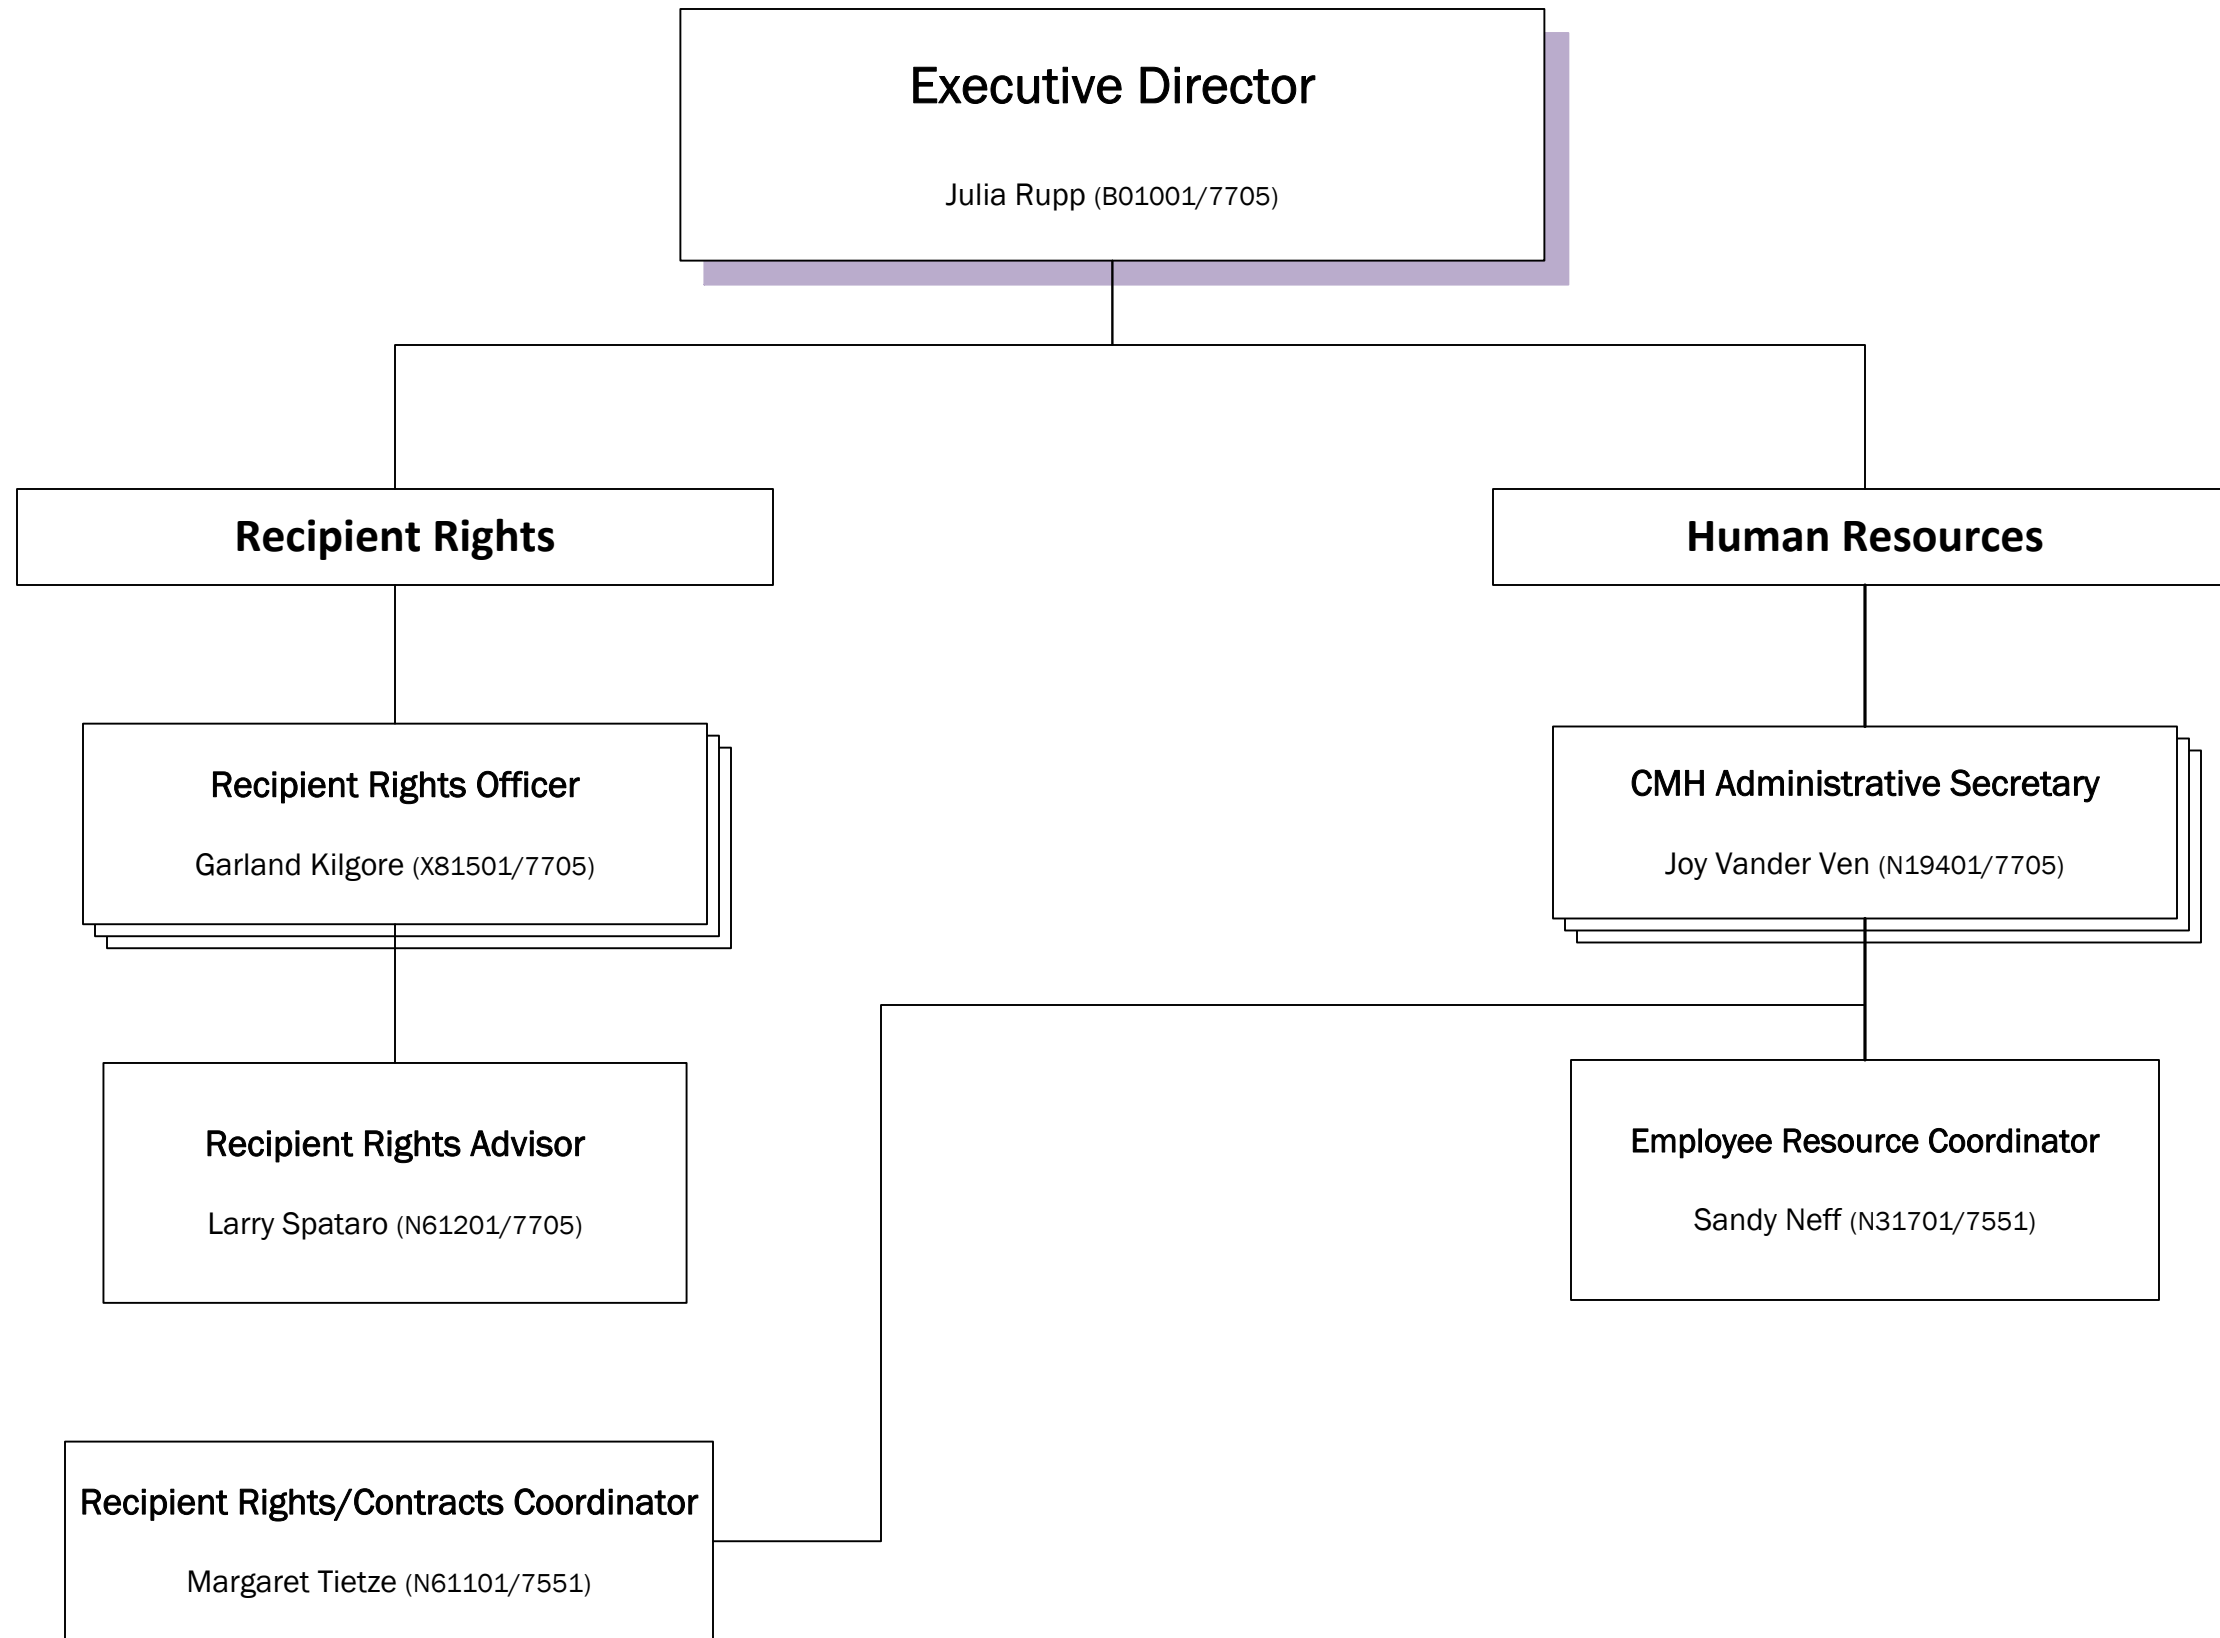 Executive Director
Julia Rupp (B01001/7705)
Recipient Rights
Human Resources
Recipient Rights Officer
Garland Kilgore (X81501/7705)
CMH Administrative Secretary
Joy Vander Ven (N19401/7705)
Recipient Rights Advisor
Larry Spataro (N61201/7705)
Employee Resource Coordinator
Sandy Neff (N31701/7551)
Recipient Rights/Contracts Coordinator
Margaret Tietze (N61101/7551)